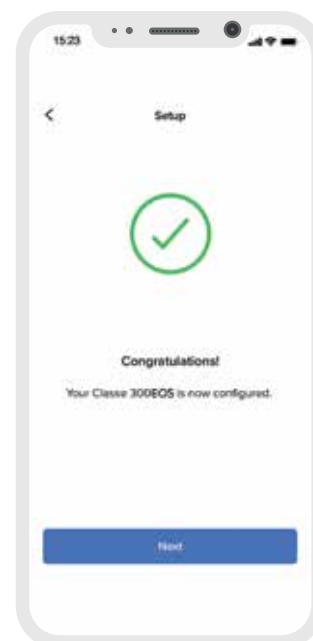 15:23
Setup
Congratulations!
Your Classe 300EOS is now configured.
Next